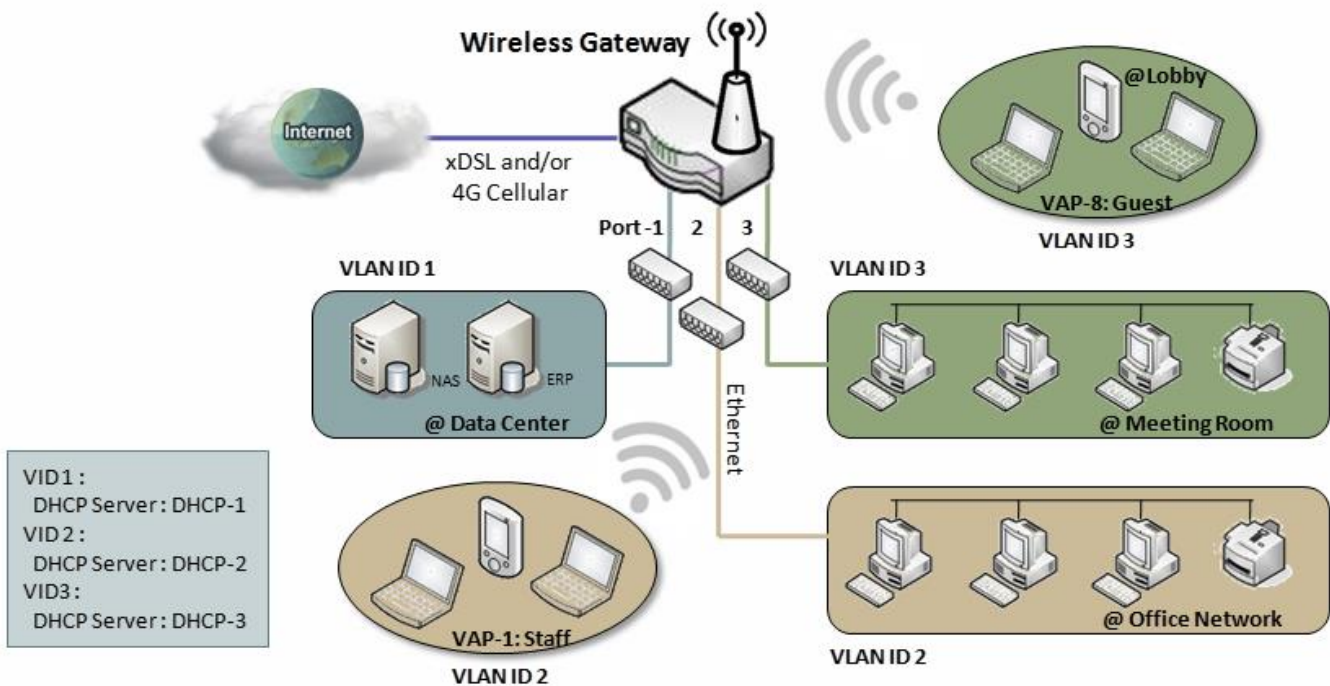 Wireless Gateway
@Lobby
Internet
xDSL and/or
4G Cellular
VAP-8: Guest
VLAN ID 3
Port -1
2
3
VLAN ID 1
VLAN ID 3
NAS
ERP
@ Data Center
Ethernet
@ Meeting Room
VID1 :
DHCP Server : DHCP-1
VID2 :
DHCP Server : DHCP-2
VID3:
DHCP Server : DHCP-3
VAP-1: Staff
VLAN ID 2
@ Office Network
VLAN ID 2